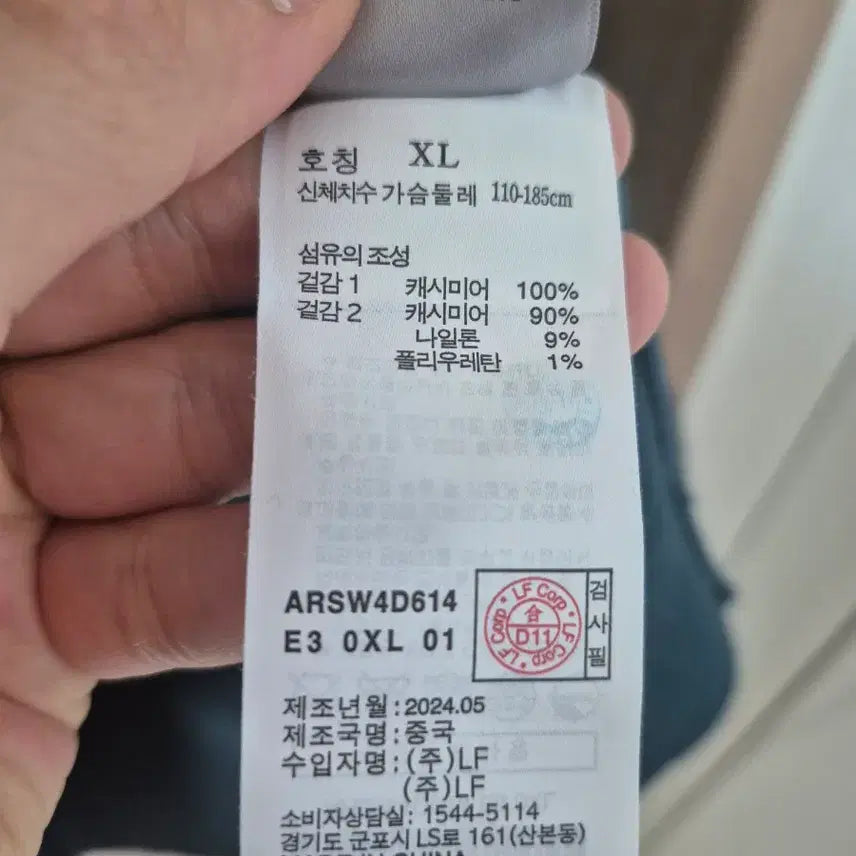 호칭 XL
신체치수 가슴둘레 110-185cm
섬유의 조성
겉감 1 캐시미어 100%
겉감 2 캐시미어 90%
나일론 9%
폴리우레탄 1%
ARSW4D614
E3 0XL 01
LF Corp • LF Corp • LF Corp •
合
D11
검사필
제조년월 : 2024.05
제조국명 : 중국
수입자명 : (주)LF
(주)LF
소비자상담실: 1544-5114
경기도 군포시 LS로 161(산본동)